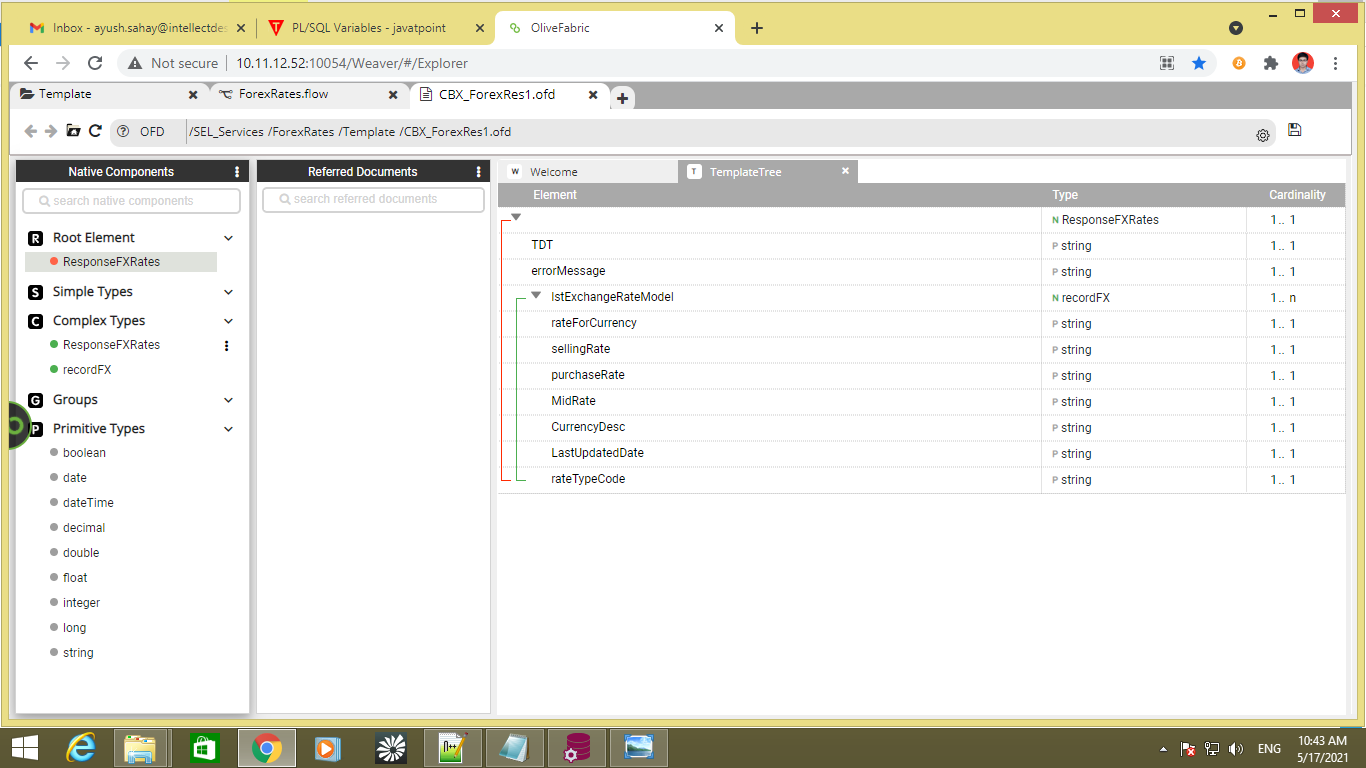 Inbox - ayush.sahay@intellectdes
PL/SQL Variables - javatpoint
OliveFabric
Not secure 10.11.12.52:10054/Weaver/#/Explorer
Template
ForexRates.flow
CBX_ForexRes1.ofd
OFD /SEL_Services /ForexRates /Template /CBX_ForexRes1.ofd
Native Components
search native components
R Root Element
ResponseFXRates
S Simple Types
C Complex Types
ResponseFXRates
recordFX
G Groups
P Primitive Types
boolean
date
dateTime
decimal
double
float
integer
long
string
Referred Documents
search referred documents
W Welcome
T TemplateTree
Element Type Cardinality
N ResponseFXRates 1.. 1
TDT P string 1.. 1
errorMessage P string 1.. 1
lstExchangeRateModel N recordFX 1.. n
rateForCurrency P string 1.. 1
sellingRate P string 1.. 1
purchaseRate P string 1.. 1
MidRate P string 1.. 1
CurrencyDesc P string 1.. 1
LastUpdatedDate P string 1.. 1
rateTypeCode P string 1.. 1
ENG
10:43 AM
5/17/2021